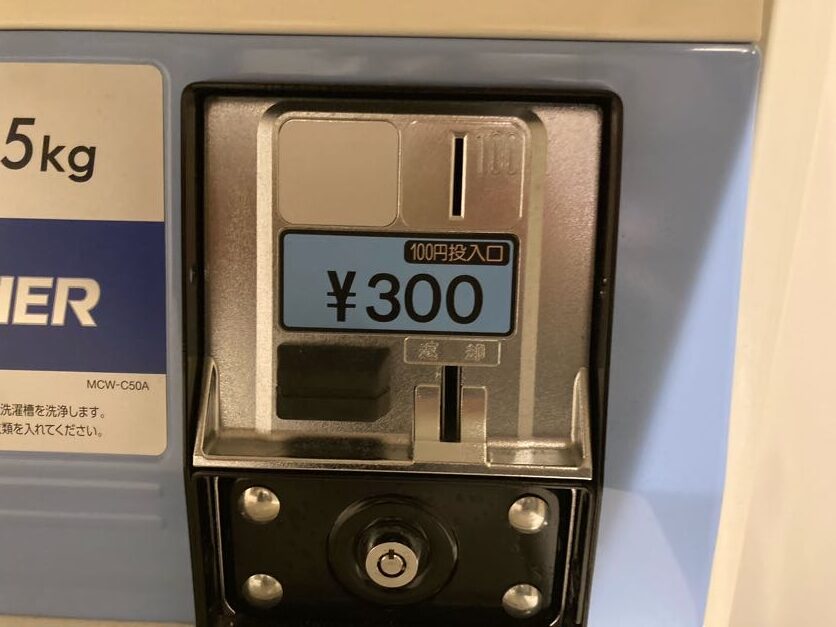 5kg
HER
MCW-C50A
洗濯槽を洗浄します。
類を入れてください。
100
100円投入口
¥300
返却